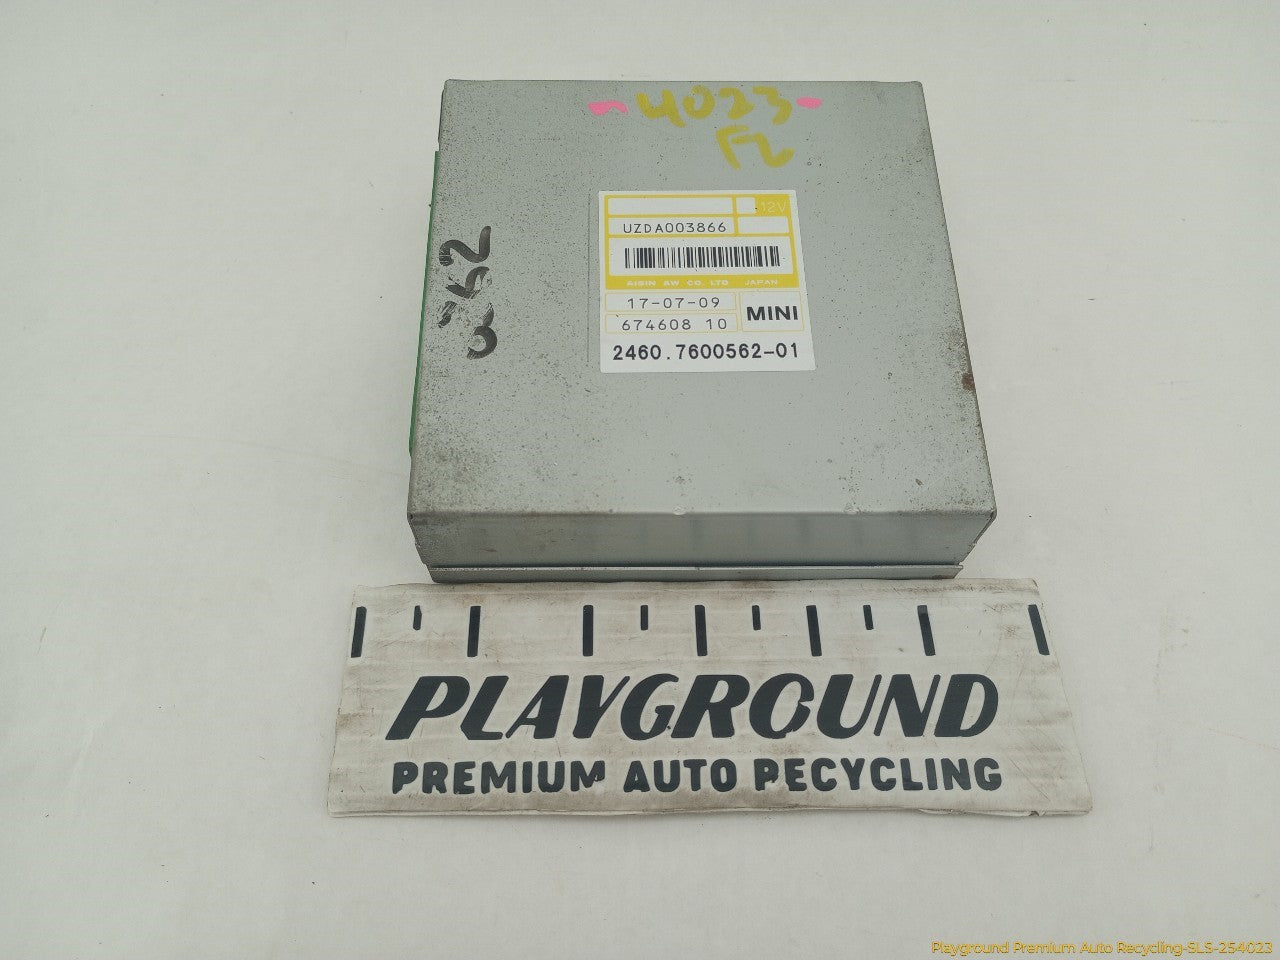 4023
F2
12V
UZDA003866
AISIN AW CO. LTD JAPAN
17-07-09
674608 10
MINI
2460.7600562-01
PLAYGROUND
PREMIUM AUTO RECYCLING
Playground Premium Auto Recycling-SLS-254023